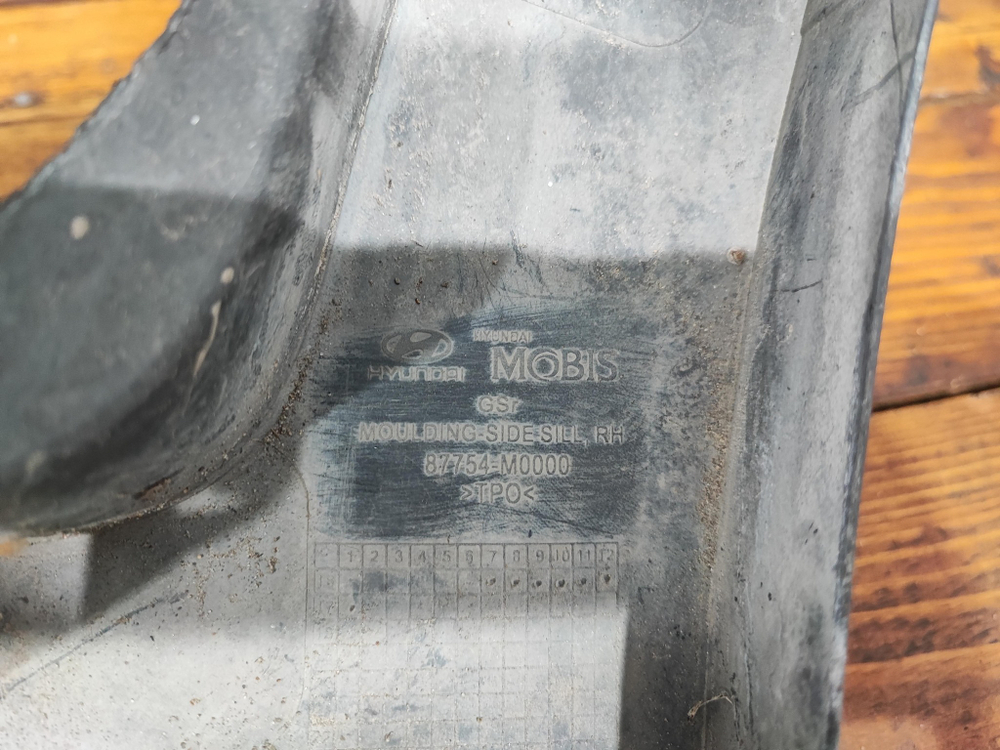 HYUNDAI
HYUNDAI
MOBIS
GSr
MOULDING-SIDE SILL, RH
87754-M0000
>TPO<
1 2 3 4 5 6 7 8 9 10 11 12